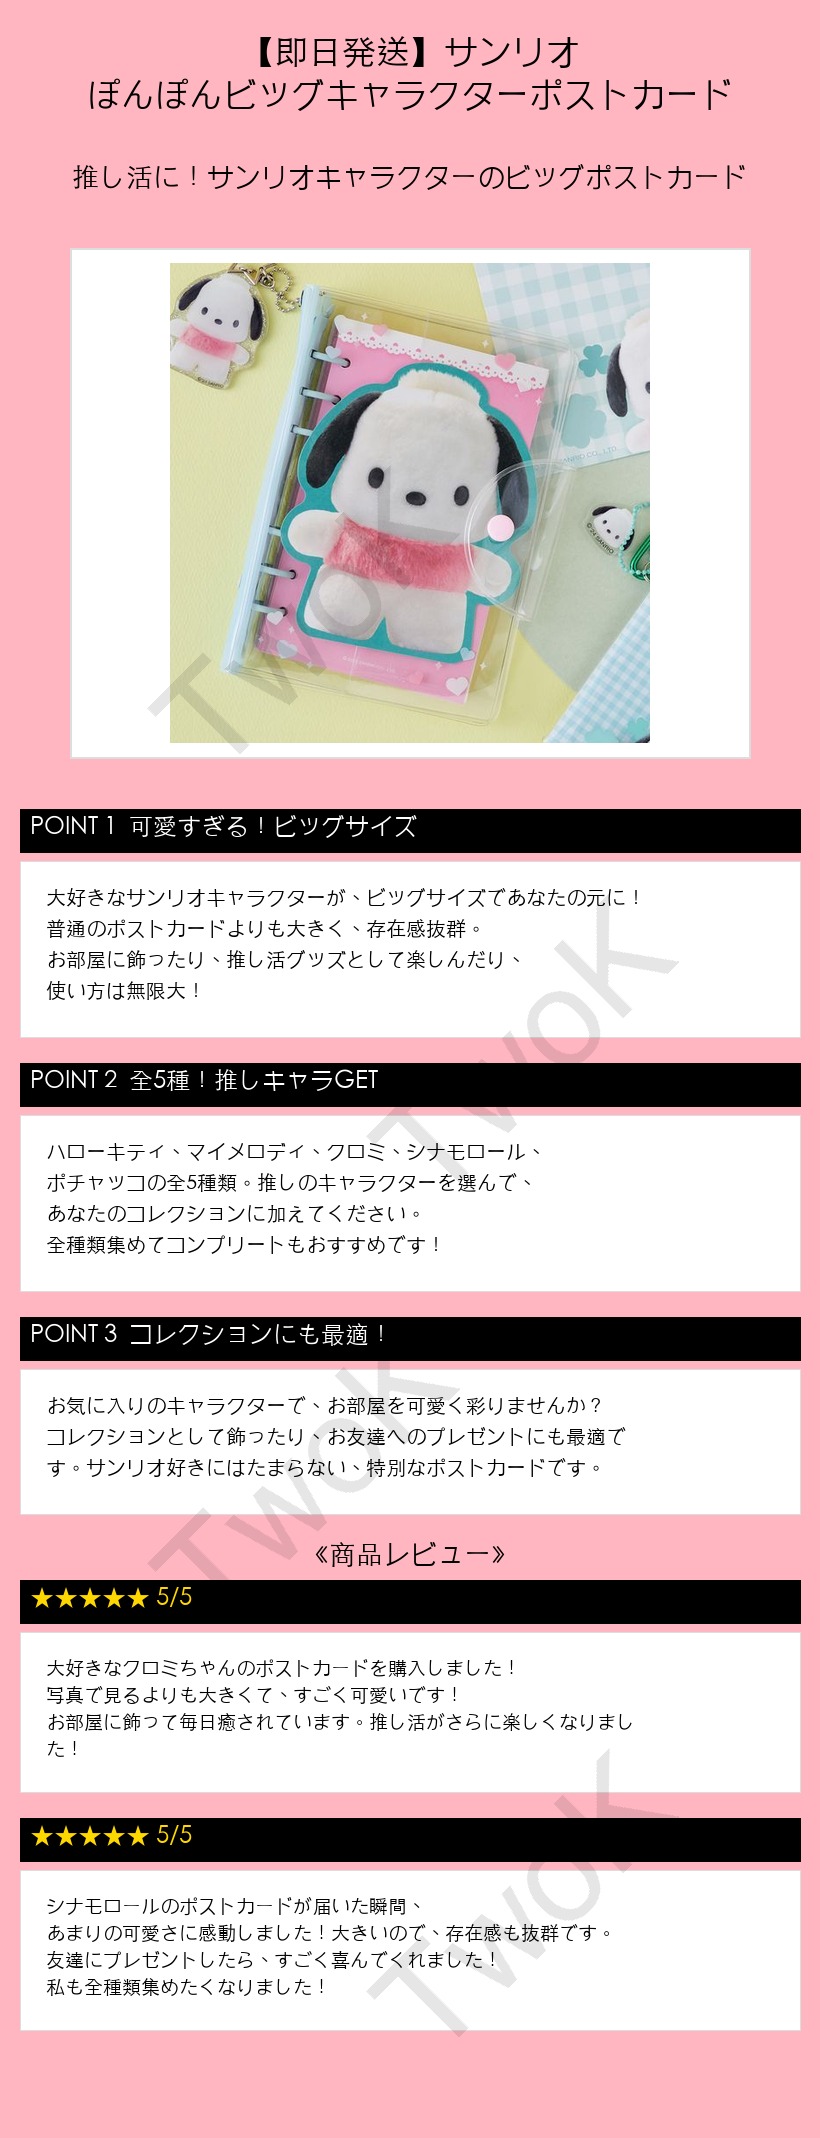 【即日発送】サンリオ
ぽんぽんビッグキャラクターポストカード
推し活に！サンリオキャラクターのビッグポストカード
TwoK
POINT 1 可愛すぎる！ビッグサイズ
大好きなサンリオキャラクターが、ビッグサイズであなたの元に！
普通のポストカードよりも大きく、存在感抜群。
お部屋に飾ったり、推し活グッズとして楽しんだり、
使い方は無限大！
TwoK
POINT 2 全5種！推しキャラGET
ハローキティ、マイメロディ、クロミ、シナモロール、
ポチャッコの全5種類。推しのキャラクターを選んで、
あなたのコレクションに加えてください。
全種類集めてコンプリートもおすすめです！
POINT 3 コレクションにも最適！
お気に入りのキャラクターで、お部屋を可愛く彩りませんか？
コレクションとして飾ったり、お友達へのプレゼントにも最適で
す。サンリオ好きにはたまらない、特別なポストカードです。
TwoK
《商品レビュー》
★★★★★ 5/5
大好きなクロミちゃんのポストカードを購入しました！
写真で見るよりも大きくて、すごく可愛いです！
お部屋に飾って毎日癒されています。推し活がさらに楽しくなりまし
た！
★★★★★ 5/5
シナモロールのポストカードが届いた瞬間、
あまりの可愛さに感動しました！大きいので、存在感も抜群です。
友達にプレゼントしたら、すごく喜んでくれました！
私も全種類集めたくなりました！
TwoK